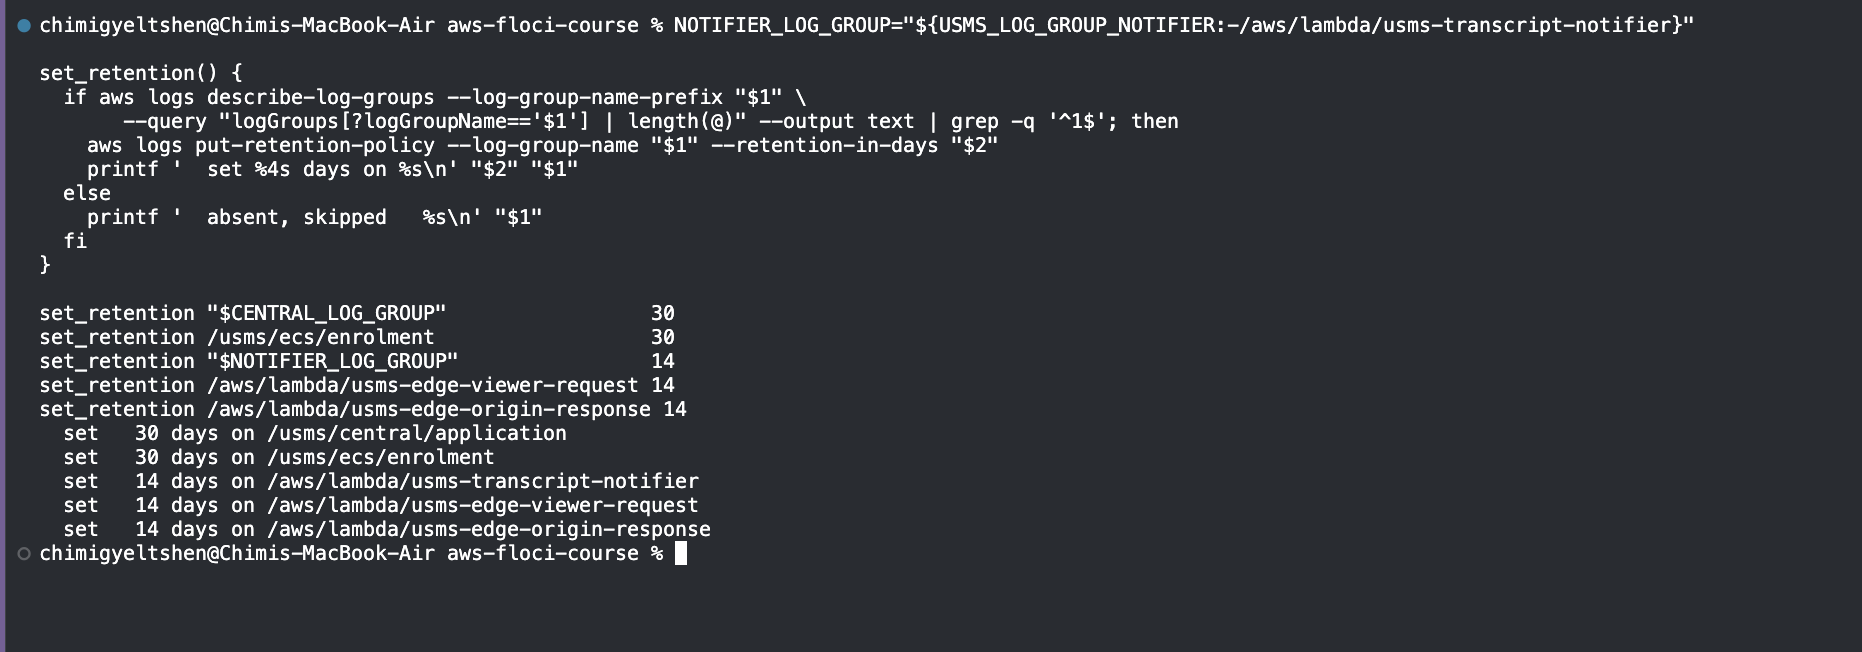 chimigyeltshen@Chimis-MacBook-Air aws-floci-course % NOTIFIER_LOG_GROUP="${USMS_LOG_GROUP_NOTIFIER:-/aws/lambda/usms-transcript-notifier}"

set_retention() {
  if aws logs describe-log-groups --log-group-name-prefix "$1" \
       --query "logGroups[?logGroupName=='$1'] | length(@)" --output text | grep -q '^1$'; then
    aws logs put-retention-policy --log-group-name "$1" --retention-in-days "$2"
    printf '  set %4s days on %s\n' "$2" "$1"
  else
    printf '  absent, skipped   %s\n' "$1"
  fi
}

set_retention "$CENTRAL_LOG_GROUP"                 30
set_retention /usms/ecs/enrolment                  30
set_retention "$NOTIFIER_LOG_GROUP"                14
set_retention /aws/lambda/usms-edge-viewer-request 14
set_retention /aws/lambda/usms-edge-origin-response 14
  set   30 days on /usms/central/application
  set   30 days on /usms/ecs/enrolment
  set   14 days on /aws/lambda/usms-transcript-notifier
  set   14 days on /aws/lambda/usms-edge-viewer-request
  set   14 days on /aws/lambda/usms-edge-origin-response
chimigyeltshen@Chimis-MacBook-Air aws-floci-course %